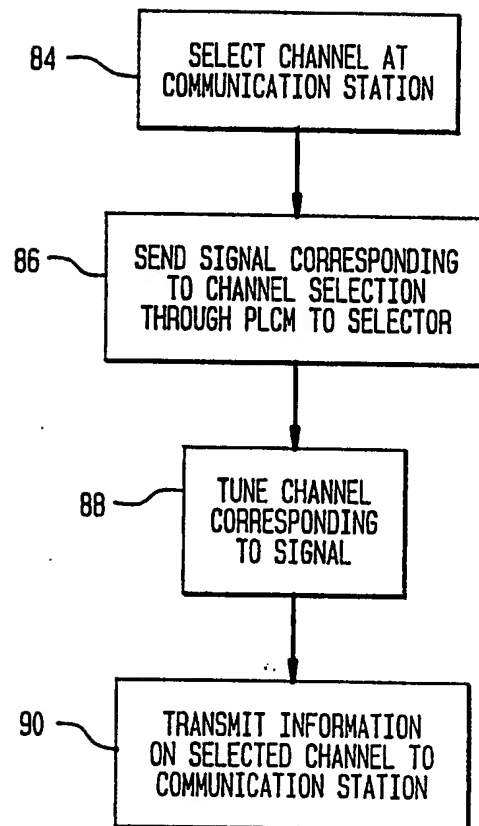 84
SELECT CHANNEL AT
COMMUNICATION STATION
86
SEND SIGNAL CORRESPONDING
TO CHANNEL SELECTION
THROUGH PLCM TO SELECTOR
88
TUNE CHANNEL
CORRESPONDING
TO SIGNAL
90
TRANSMIT INFORMATION
ON SELECTED CHANNEL TO
COMMUNICATION STATION